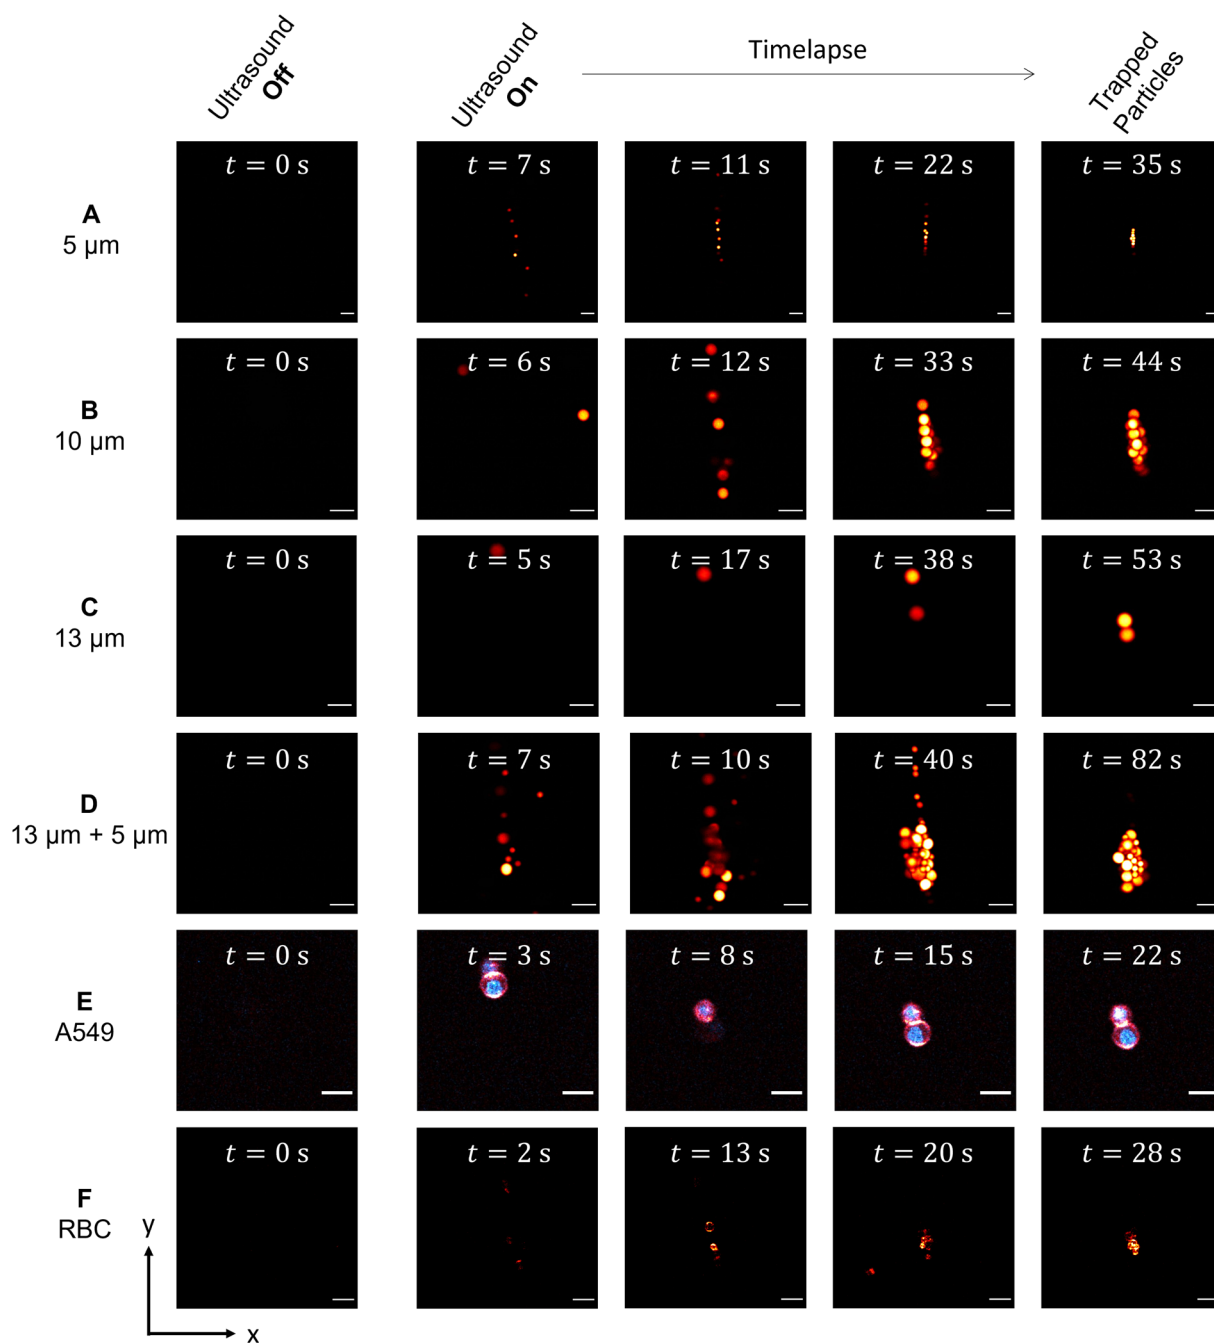 Ultrasound
Off
Ultrasound
On
Timelapse
Trapped
Particles
A
5 µm
t = 0 s
t = 7 s
t = 11 s
t = 22 s
t = 35 s
B
10 µm
t = 0 s
t = 6 s
t = 12 s
t = 33 s
t = 44 s
C
13 µm
t = 0 s
t = 5 s
t = 17 s
t = 38 s
t = 53 s
D
13 µm + 5 µm
t = 0 s
t = 7 s
t = 10 s
t = 40 s
t = 82 s
E
A549
t = 0 s
t = 3 s
t = 8 s
t = 15 s
t = 22 s
F
RBC
t = 0 s
t = 2 s
t = 13 s
t = 20 s
t = 28 s
y
x